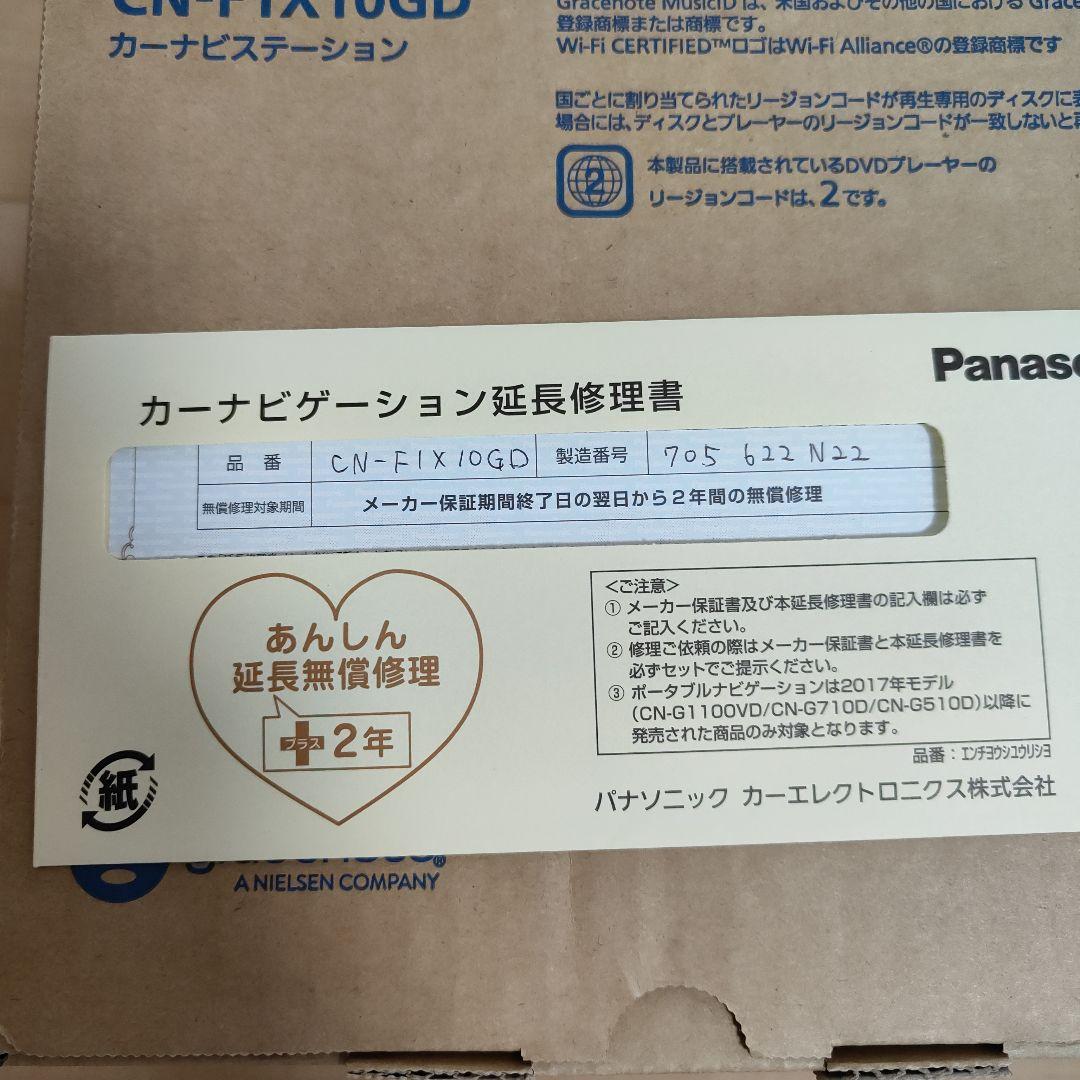 CN-F1X10GD
カーナビステーション
Gracenote MusicID は、米国およびその他の国における Grace
登録商標または商標です。
Wi-Fi CERTIFIED™ロゴはWi-Fi Alliance®の登録商標です
国ごとに割り当てられたリージョンコードが再生専用のディスクに
場合には、ディスクとプレーヤーのリージョンコードが一致しないと
2
本製品に搭載されているDVDプレーヤーの
リージョンコードは、2です。
Panaso
カーナビゲーション延長修理書
品番 CN-F1X10GD 製造番号 705 622 N22
無償修理対象期間 メーカー保証期間終了日の翌日から2年間の無償修理
あんしん
延長無償修理
プラス 2年
紙
<ご注意>
① メーカー保証書及び本延長修理書の記入欄は必ず
ご記入ください。
② 修理ご依頼の際はメーカー保証書と本延長修理書を
必ずセットでご提示ください。
③ ポータブルナビゲーションは2017年モデル
(CN-G1100VD/CN-G710D/CN-G510D)以降に
発売された商品のみ対象となります。
品番：エンチヨウシユウリシヨ
パナソニック カーエレクトロニクス株式会社
A NIELSEN COMPANY